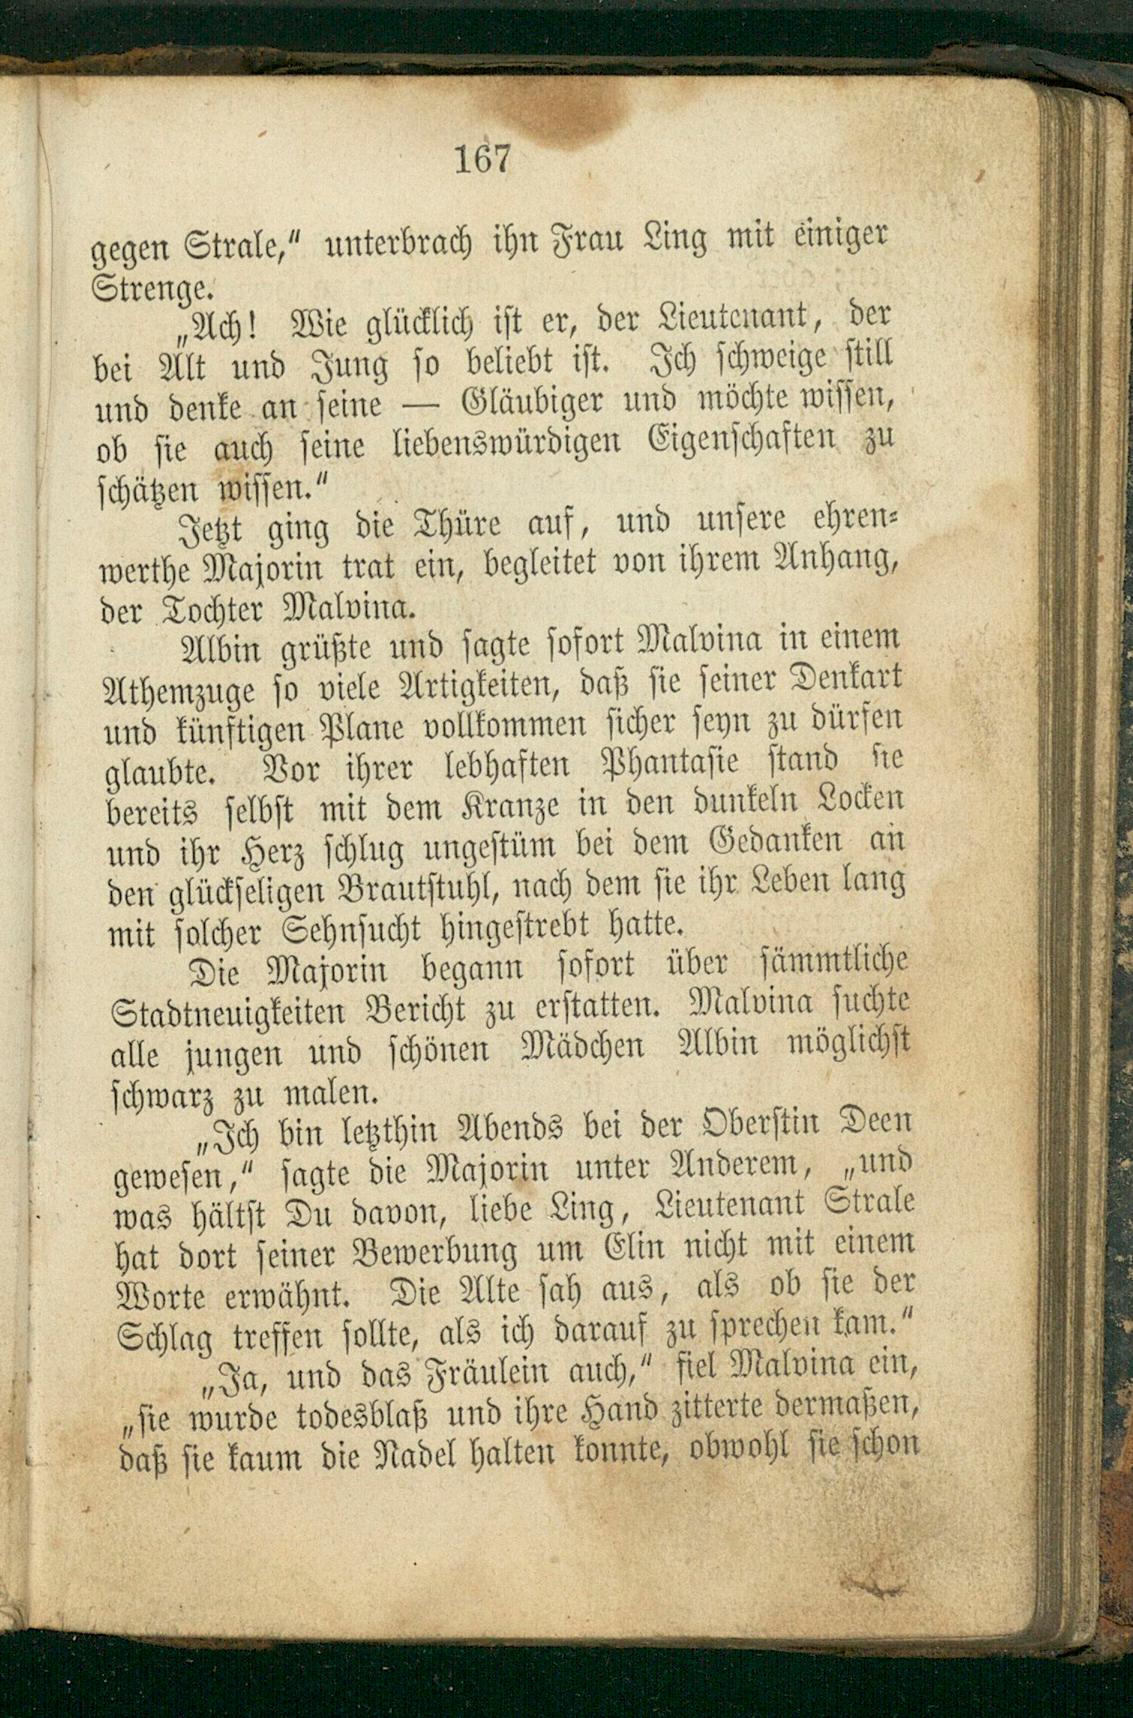 167
gegen Strale,“ unterbrach ihn Frau Ling mit einiger
Strenge.
„Ach! Wie glücklich ist er, der Lieutenant, der
bei Alt und Jung so beliebt ist. Ich schweige still
und denke an seine — Gläubiger und möchte wissen,
ob sie auch seine liebenswürdigen Eigenschaften zu
schätzen wissen.“
Jetzt ging die Thüre auf, und unsere ehren-
werthe Majorin trat ein, begleitet von ihrem Anhang,
der Tochter Malvina.
Albin grüßte und sagte sofort Malvina in einem
Athemzuge so viele Artigkeiten, daß sie seiner Denkart
und künftigen Plane vollkommen sicher seyn zu dürfen
glaubte. Vor ihrer lebhaften Phantasie stand sie
bereits selbst mit dem Kranze in den dunkeln Locken
und ihr Herz schlug ungestüm bei dem Gedanken an
den glückseligen Brautstuhl, nach dem sie ihr Leben lang
mit solcher Sehnsucht hingestrebt hatte.
Die Majorin begann sofort über sämmtliche
Stadtneuigkeiten Bericht zu erstatten. Malvina suchte
alle jungen und schönen Mädchen Albin möglichst
schwarz zu malen.
„Ich bin letzthin Abends bei der Oberstin Deen
gewesen,“ sagte die Majorin unter Anderem, „und
was hältst Du davon, liebe Ling, Lieutenant Strale
hat dort seiner Bewerbung um Elin nicht mit einem
Worte erwähnt. Die Alte sah aus, als ob sie der
Schlag treffen sollte, als ich darauf zu sprechen kam.“
„Ja, und das Fräulein auch,“ fiel Malvina ein,
„sie wurde todesblaß und ihre Hand zitterte dermaßen,
daß sie kaum die Nadel halten konnte, obwohl sie schon